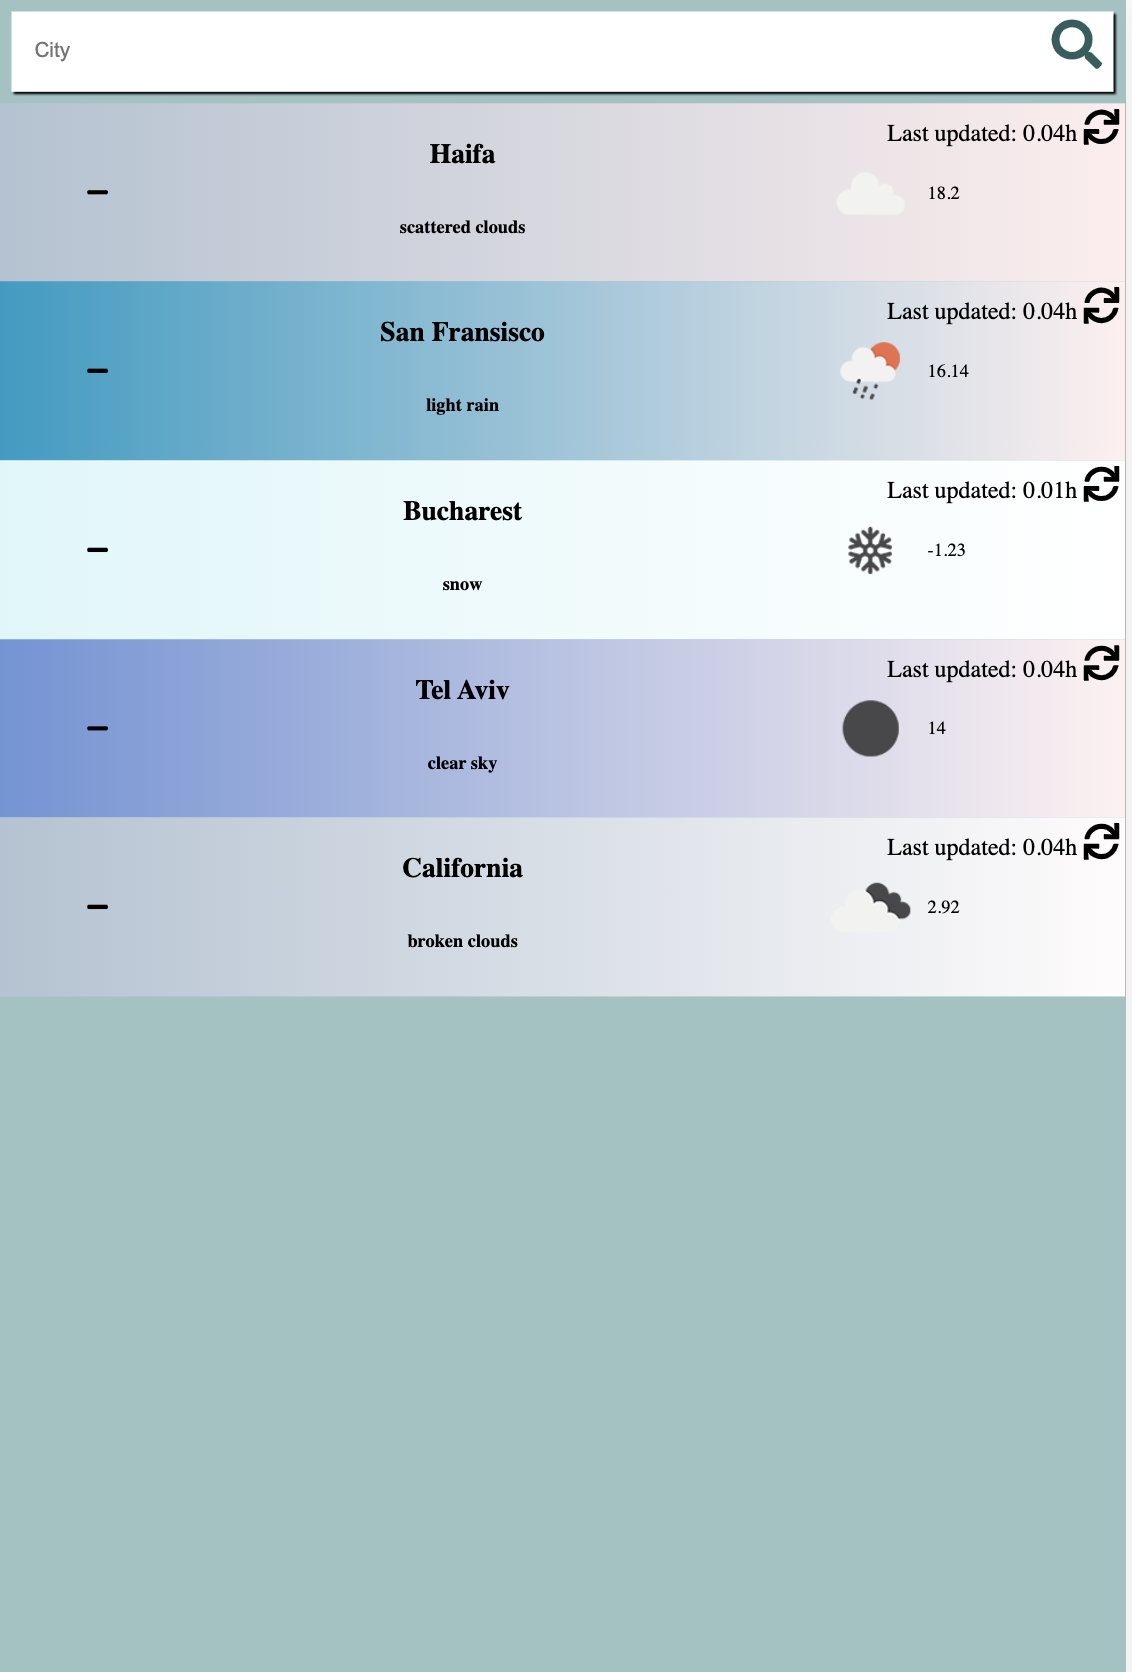 City
Last updated: 0.04h
Haifa
18.2
scattered clouds
Last updated: 0.04h
San Fransisco
16.14
light rain
Last updated: 0.01h
Bucharest
-1.23
snow
Last updated: 0.04h
Tel Aviv
14
clear sky
Last updated: 0.04h
California
2.92
broken clouds